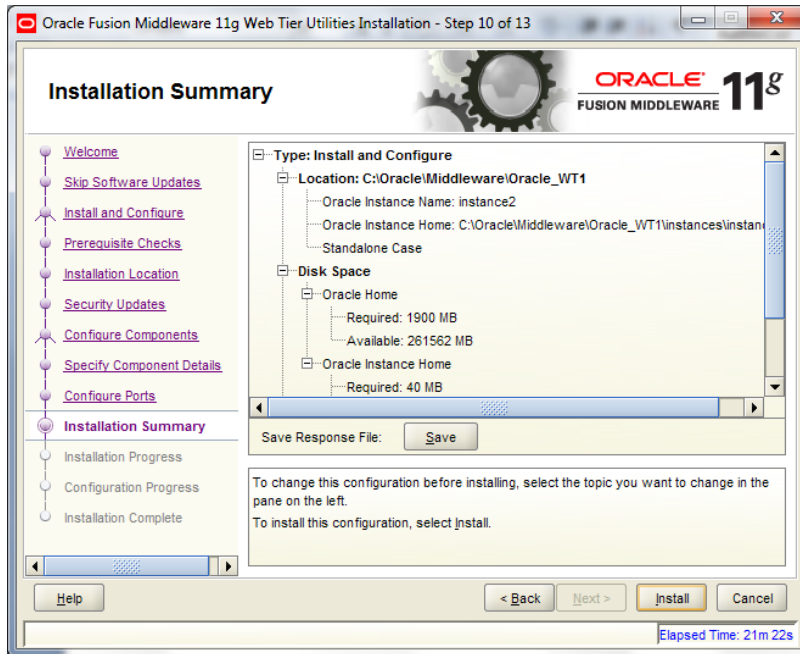 Oracle Fusion Middleware 11g Web Tier Utilities Installation - Step 10 of 13
Installation Summary
ORACLE
FUSION MIDDLEWARE 11g
Welcome
Skip Software Updates
Install and Configure
Prerequisite Checks
Installation Location
Security Updates
Configure Components
Specify Component Details
Configure Ports
Installation Summary
Installation Progress
Configuration Progress
Installation Complete
Type: Install and Configure
Location: C:\Oracle\Middleware\Oracle_WT1
Oracle Instance Name: instance2
Oracle Instance Home: C:\Oracle\Middleware\Oracle_WT1\instances\instan
Standalone Case
Disk Space
Oracle Home
Required: 1900 MB
Available: 261562 MB
Oracle Instance Home
Required: 40 MB
Save Response File: Save
To change this configuration before installing, select the topic you want to change in the
pane on the left.
To install this configuration, select Install.
Help < Back Next > Install Cancel
Elapsed Time: 21m 22s